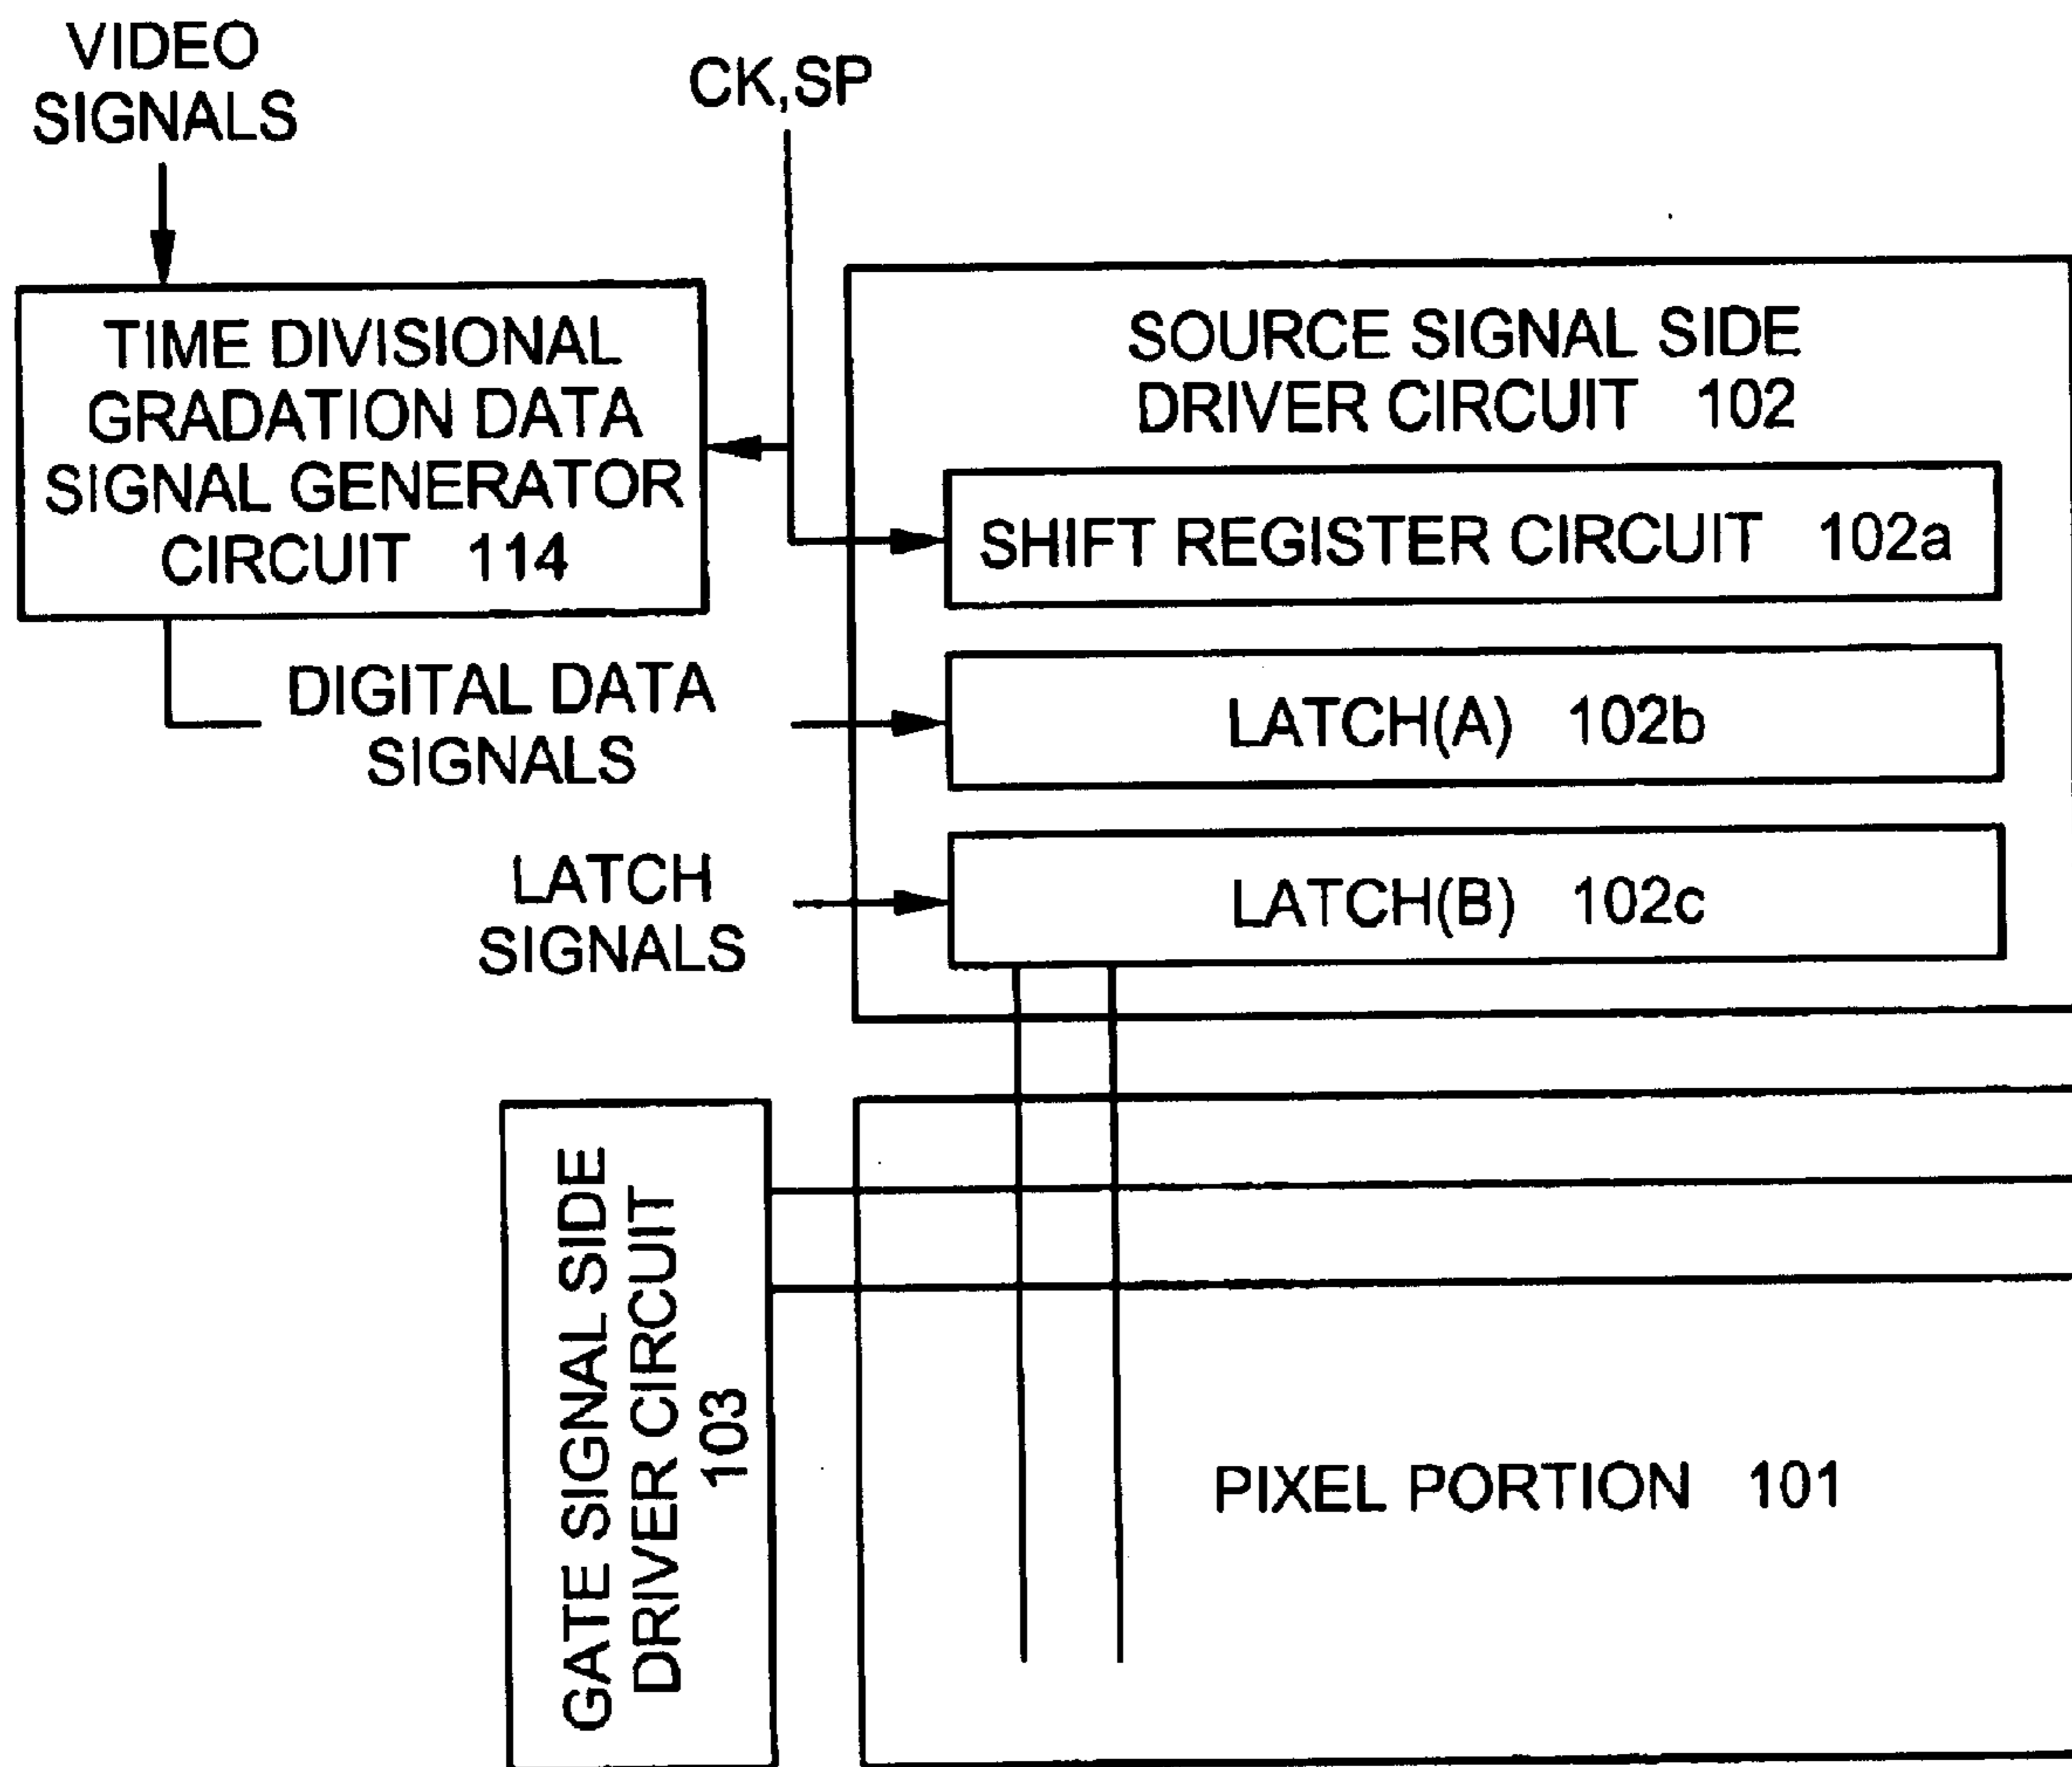 VIDEO
SIGNALS
CK,SP
TIME DIVISIONAL
GRADATION DATA
SIGNAL GENERATOR
CIRCUIT 114
SOURCE SIGNAL SIDE
DRIVER CIRCUIT 102
SHIFT REGISTER CIRCUIT 102a
DIGITAL DATA
SIGNALS
LATCH(A) 102b
LATCH
SIGNALS
LATCH(B) 102c
GATE SIGNAL SIDE
DRIVER CIRCUIT
103
PIXEL PORTION 101